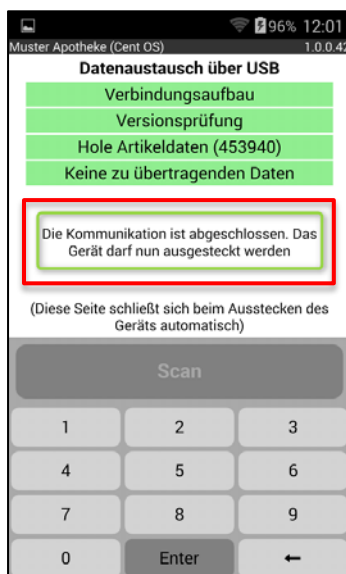 96% 12:01
Muster Apotheke (Cent OS) 1.0.0.42
Datenaustausch über USB
Verbindungsaufbau
Versionsprüfung
Hole Artikeldaten (453940)
Keine zu übertragenden Daten
Die Kommunikation ist abgeschlossen. Das
Gerät darf nun ausgesteckt werden
(Diese Seite schließt sich beim Ausstecken des
Geräts automatisch)
Scan
1 2 3
4 5 6
7 8 9
0 Enter ←